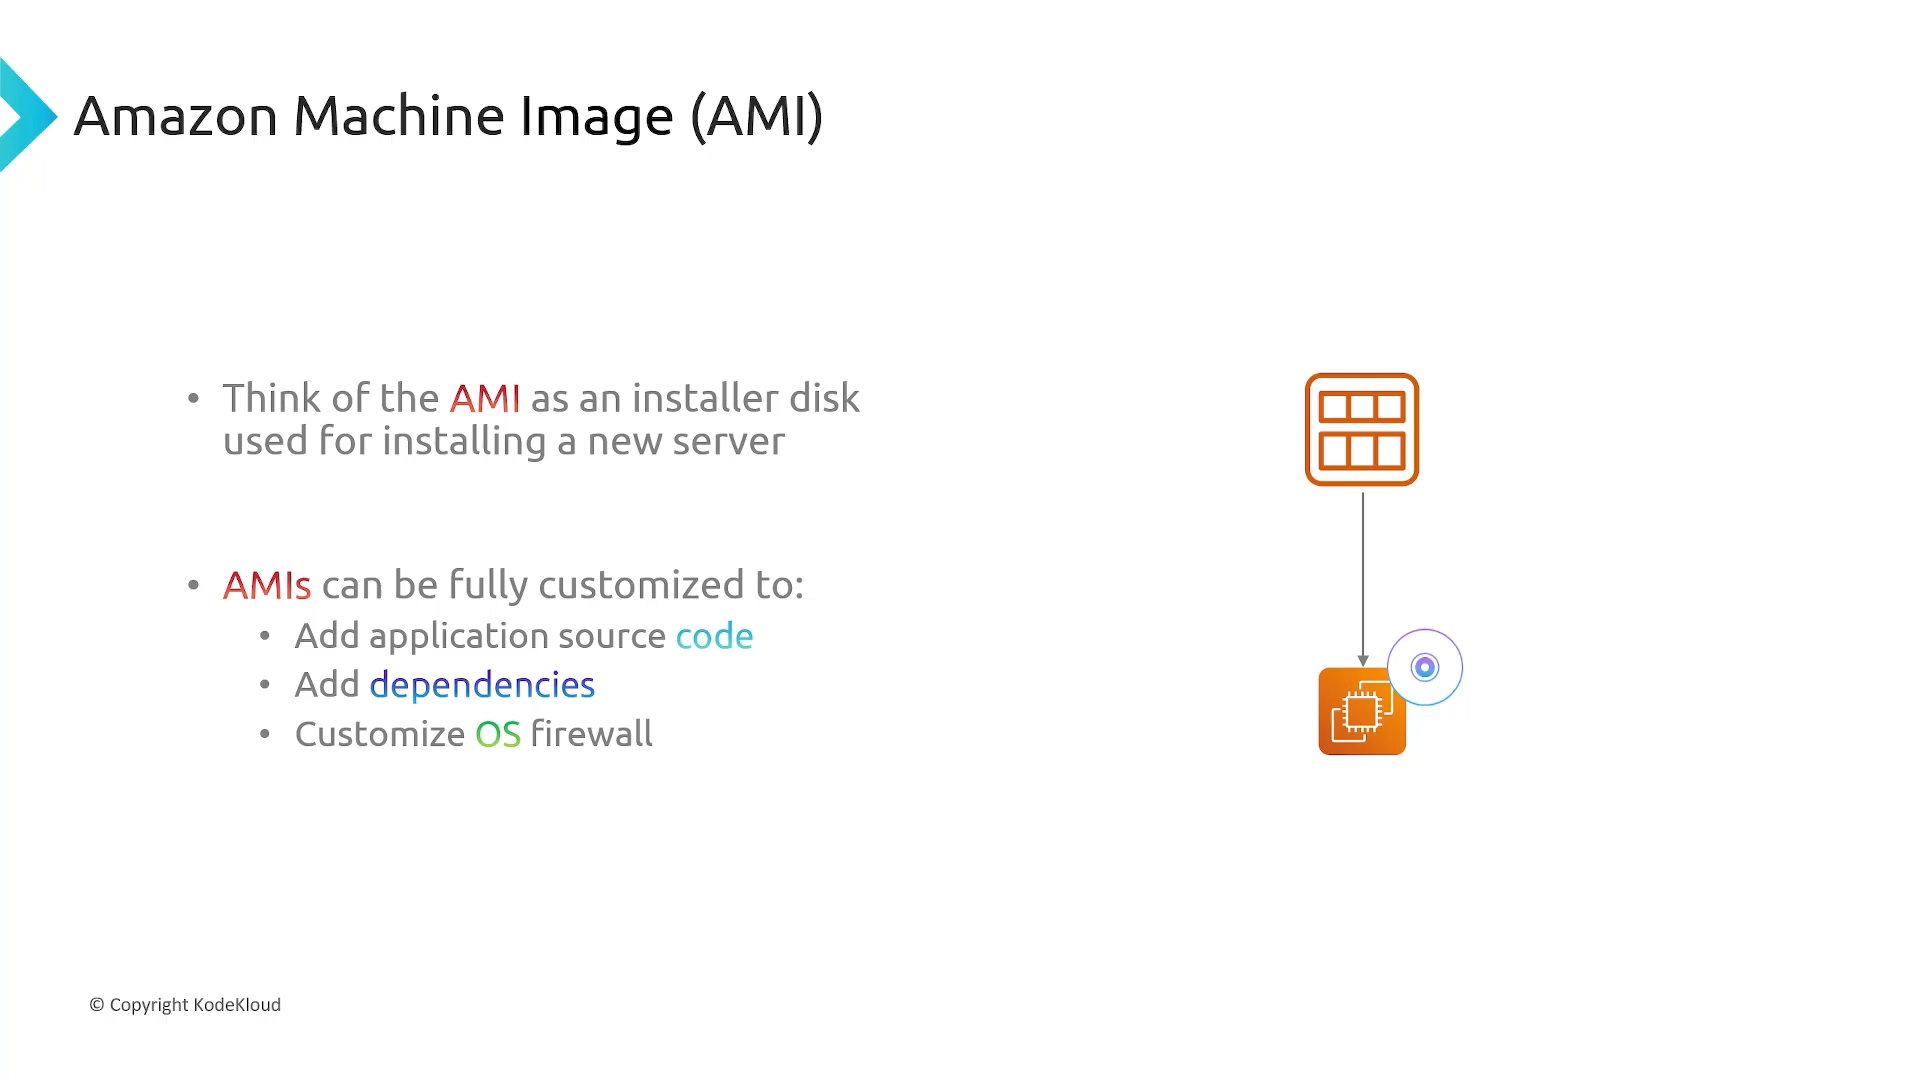 Amazon Machine Image (AMI)
• Think of the AMI as an installer disk
used for installing a new server
• AMIs can be fully customized to:
• Add application source code
• Add dependencies
• Customize OS firewall
© Copyright KodeKloud